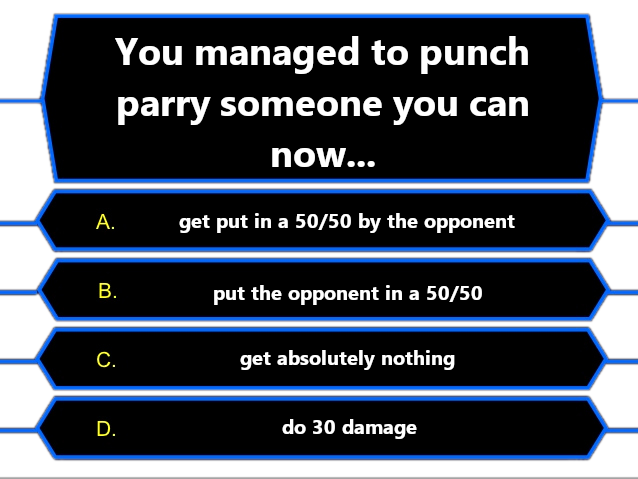 You managed to punch
parry someone you can
now...
A. get put in a 50/50 by the opponent
B. put the opponent in a 50/50
C. get absolutely nothing
D. do 30 damage